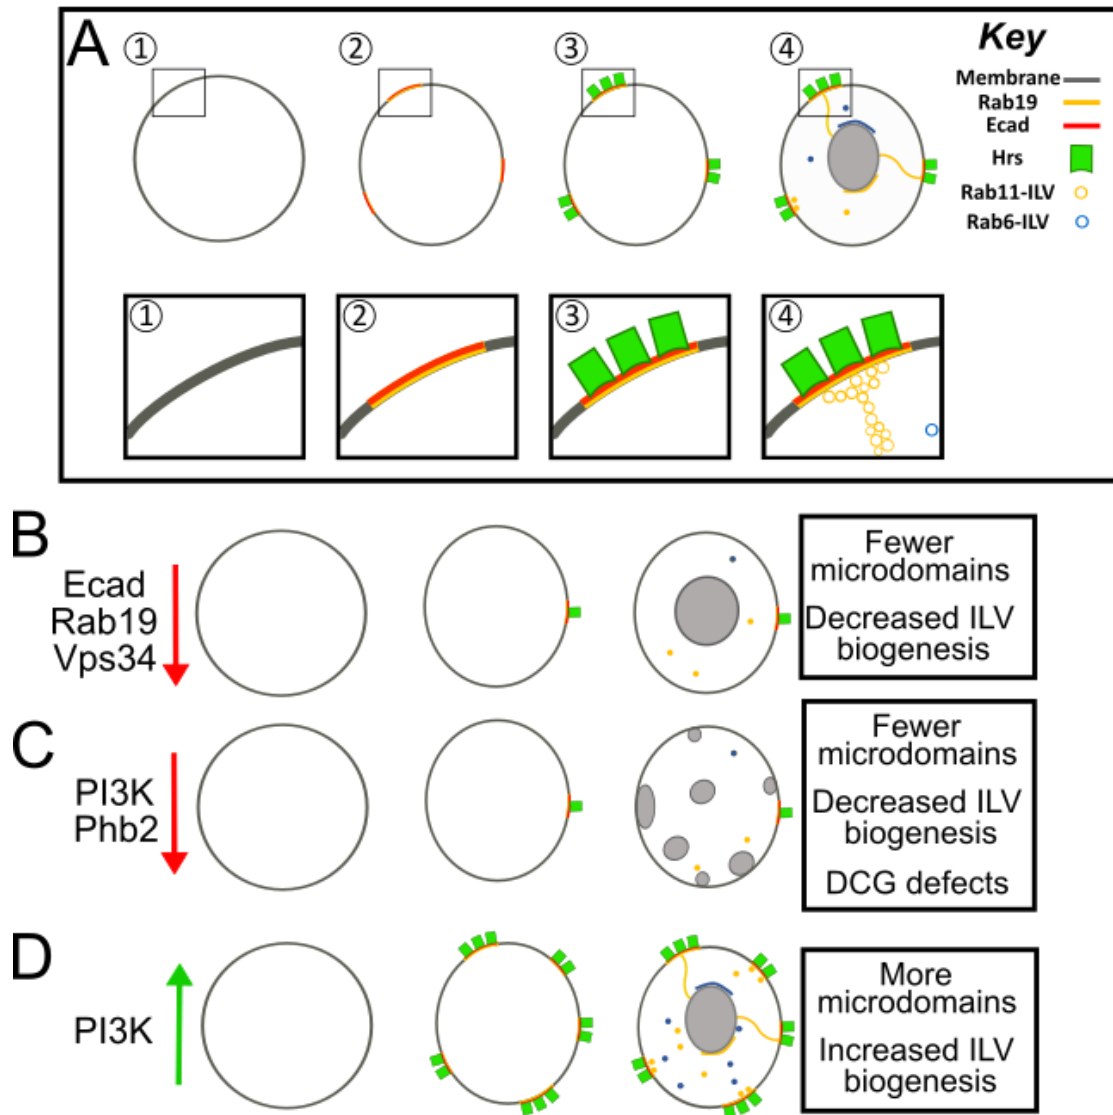 A
①
②
③
④
Key
Membrane
Rab19
Ecad
Hrs
Rab11-ILV
Rab6-ILV
①
②
③
④
B
Ecad
Rab19
Vps34
Fewer
microdomains
Decreased ILV
biogenesis
C
PI3K
Phb2
Fewer
microdomains
Decreased ILV
biogenesis
DCG defects
D
PI3K
More
microdomains
Increased ILV
biogenesis